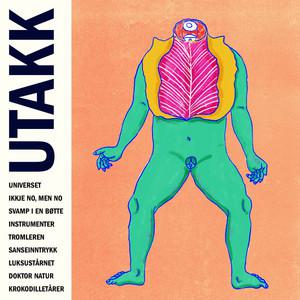 UTAKK
UNIVERSET
IKKJE NO, MEN NO
SVAMP I EN BØTTE
INSTRUMENTER
TROMLEREN
SANSEINNTRYKK
LUKSUSTÅRNET
DOKTOR NATUR
KROKODILLETÅRER